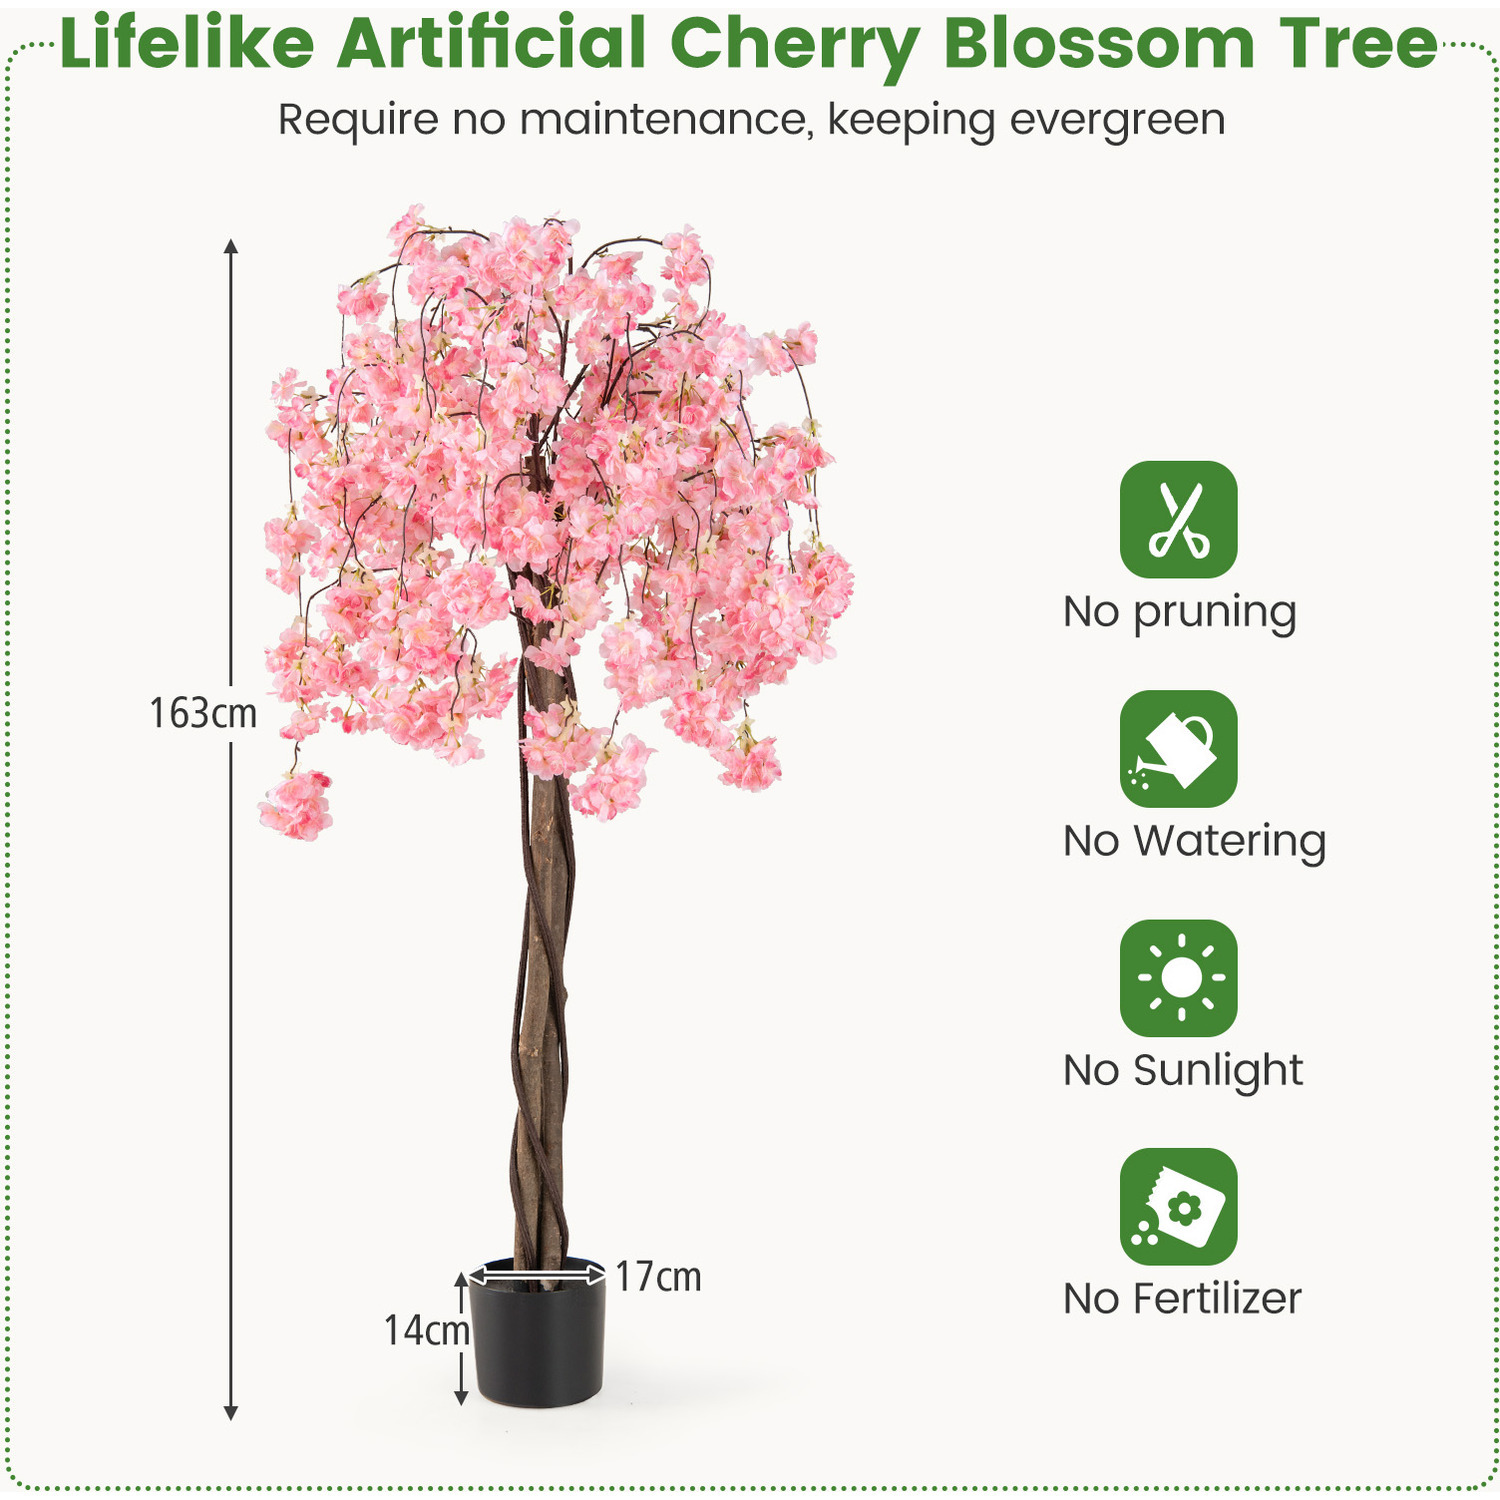 Lifelike Artificial Cherry Blossom Tree
Require no maintenance, keeping evergreen
163cm
17cm
14cm
No pruning
No Watering
No Sunlight
No Fertilizer